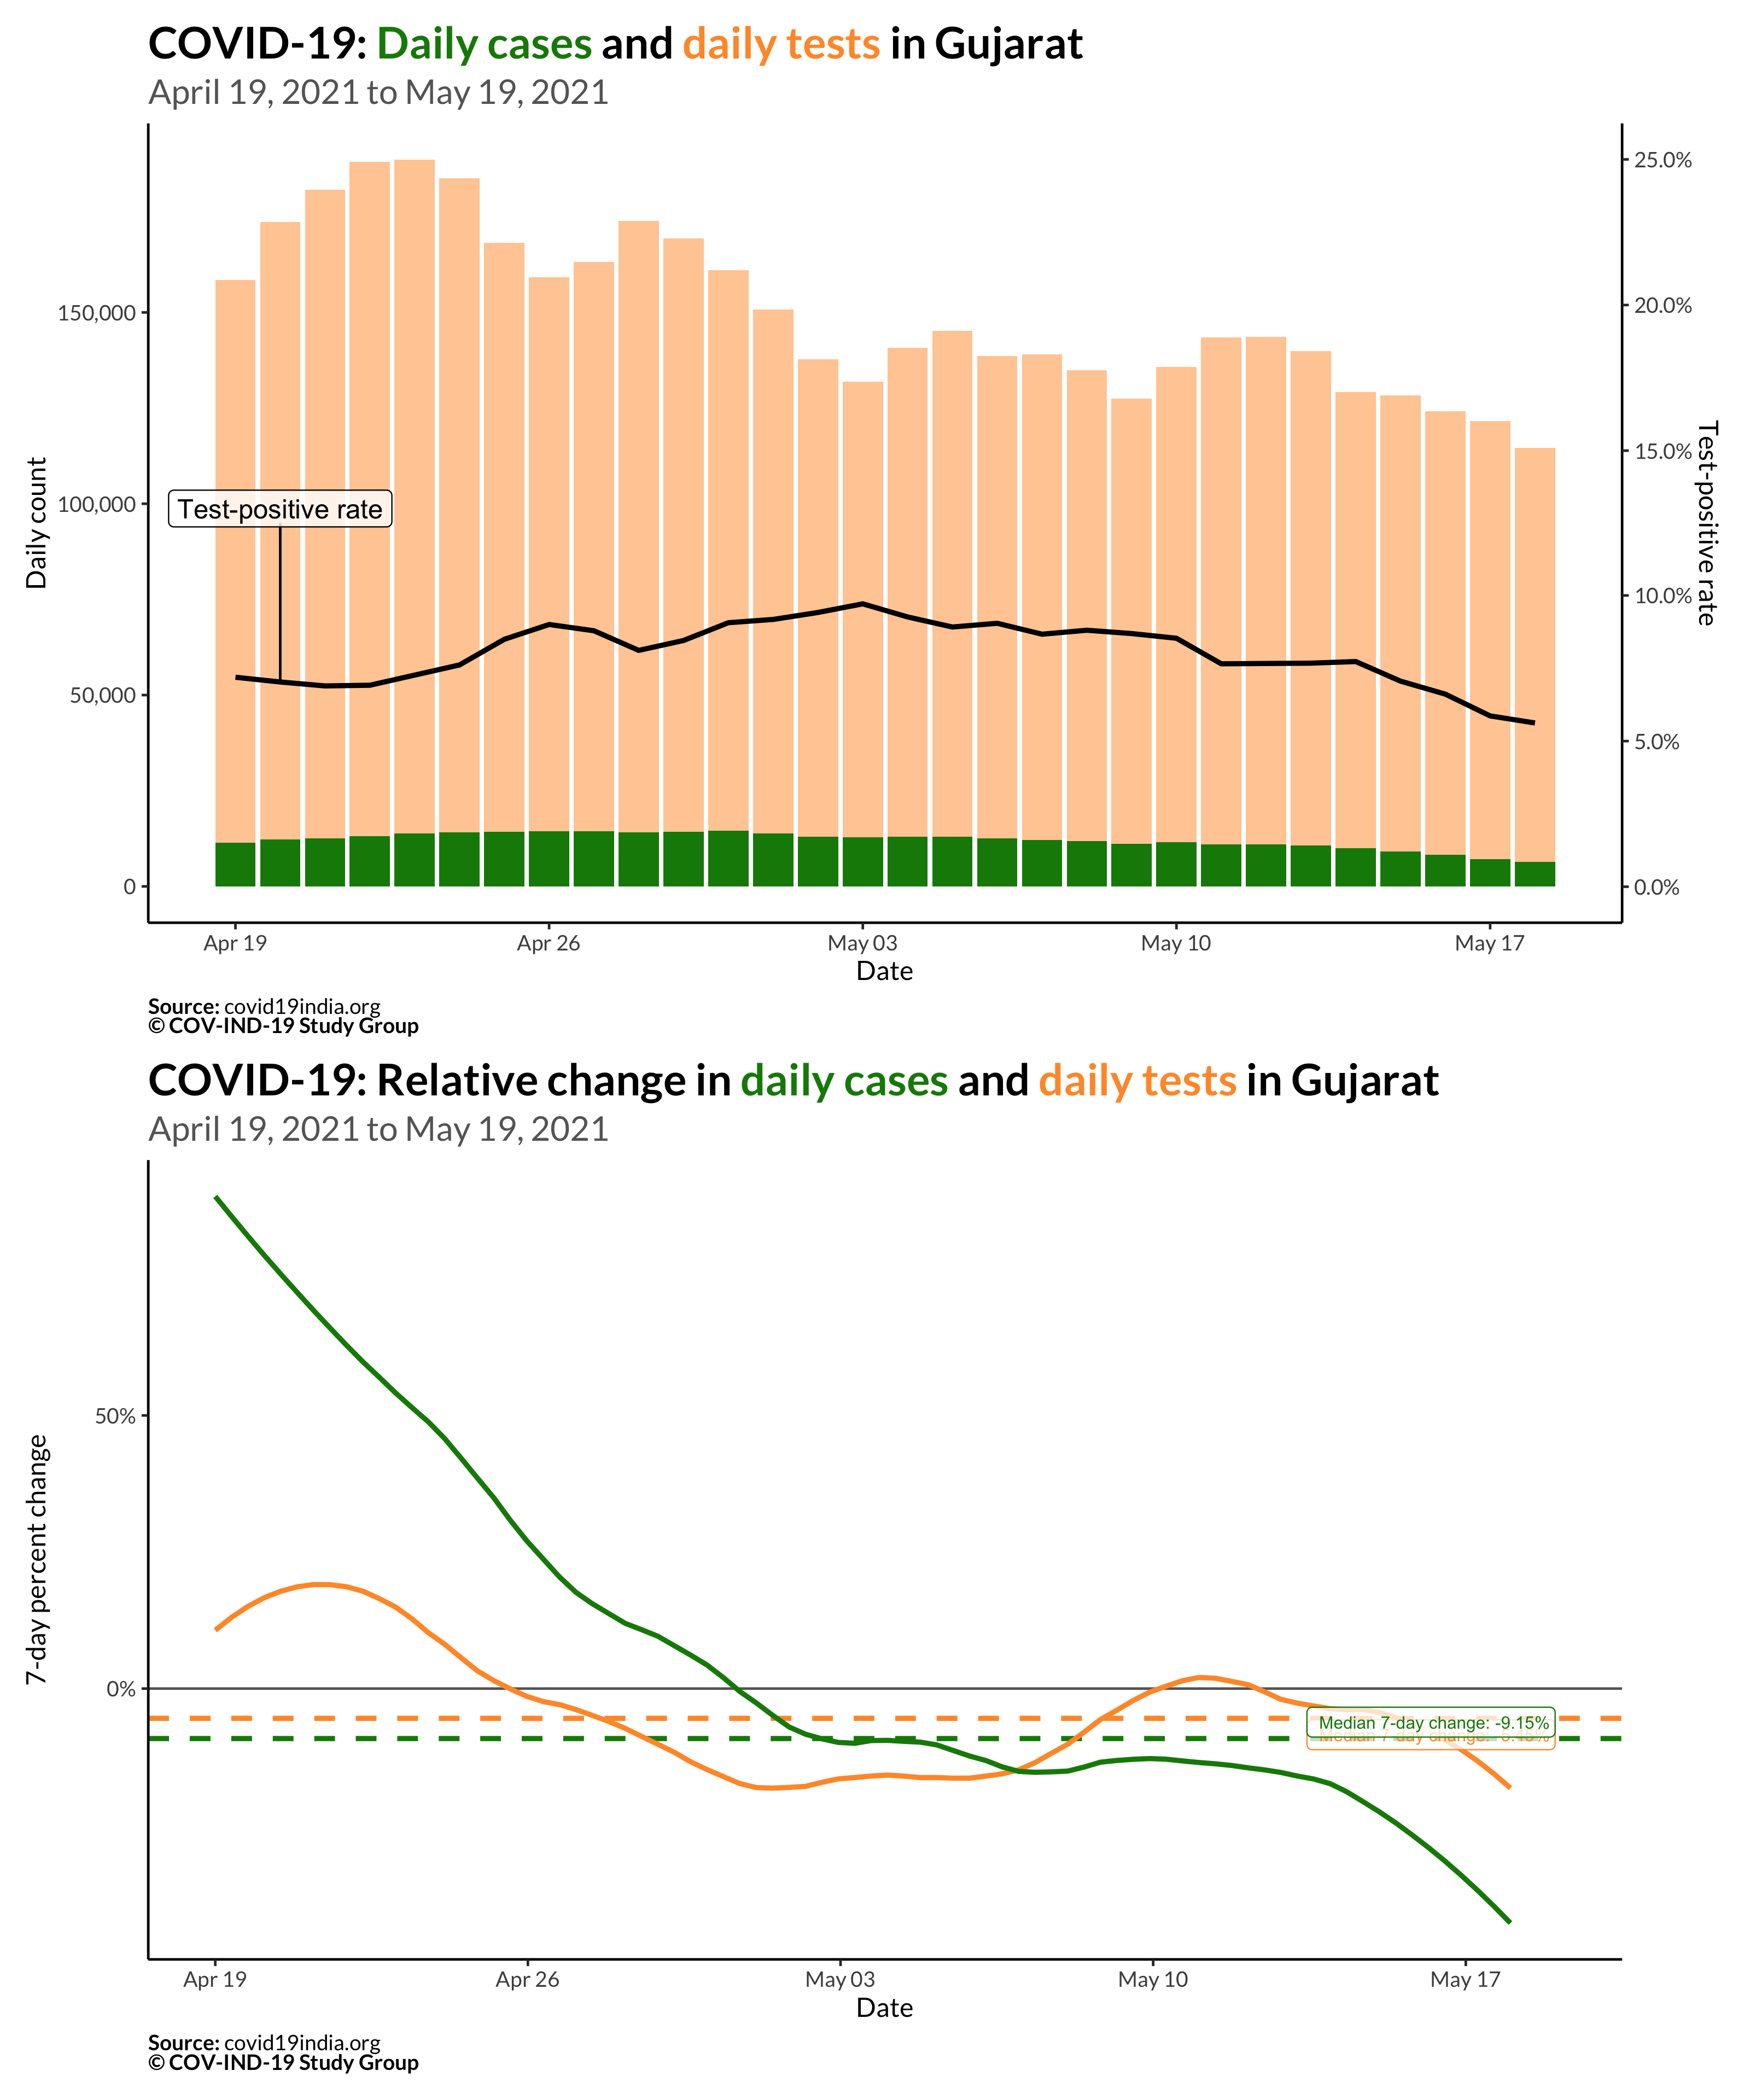 COVID-19: Daily cases and daily tests in Gujarat
April 19, 2021 to May 19, 2021
25.0%
20.0%
150,000
15.0%
100,000
Test-positive rate
Daily count
Test-positive rate
10.0%
50,000
5.0%
0
0.0%
Apr 19
Apr 26
May 03
May 10
May 17
Date
Source: covid19india.org
© COV-IND-19 Study Group
COVID-19: Relative change in daily cases and daily tests in Gujarat
April 19, 2021 to May 19, 2021
50%
7-day percent change
0%
Median 7-day change: -9.15%
Median 7-day change:
Apr 19
Apr 26
May 03
May 10
May 17
Date
Source: covid19india.org
© COV-IND-19 Study Group